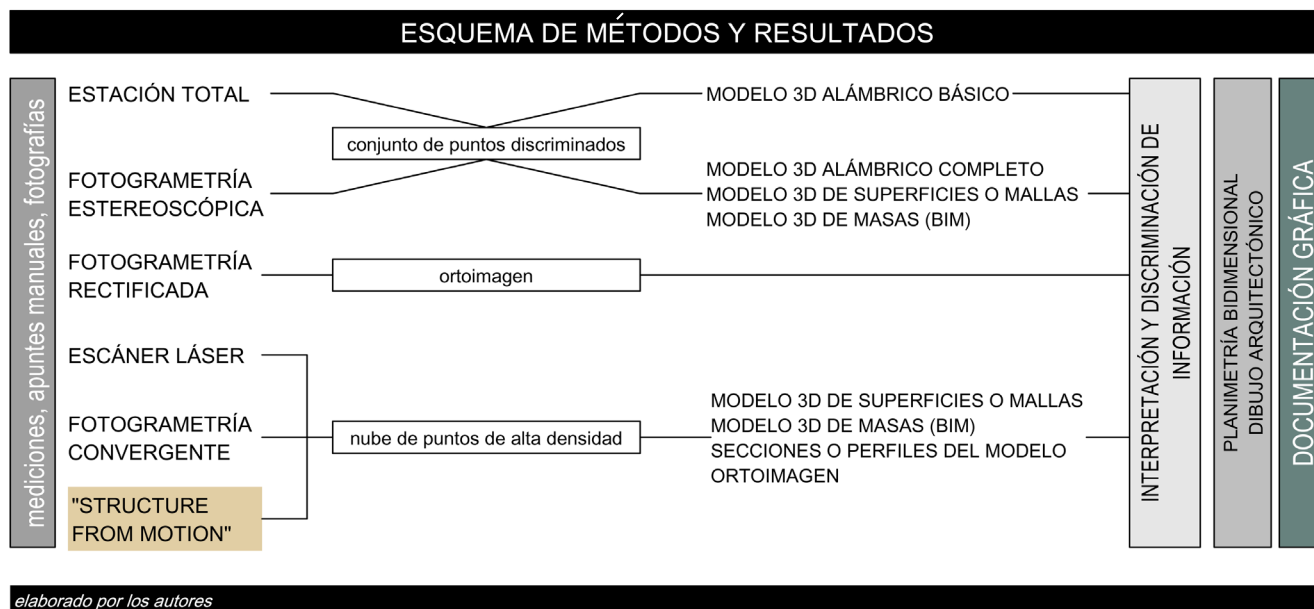 ESQUEMA DE MÉTODOS Y RESULTADOS
mediciones, apuntes manuales, fotografías
ESTACIÓN TOTAL
FOTOGRAMETRÍA
ESTEREOSCÓPICA
FOTOGRAMETRÍA
RECTIFICADA
ESCÁNER LÁSER
FOTOGRAMETRÍA
CONVERGENTE
"STRUCTURE
FROM MOTION"
conjunto de puntos discriminados
ortoimagen
nube de puntos de alta densidad
MODELO 3D ALÁMBRICO BÁSICO
MODELO 3D ALÁMBRICO COMPLETO
MODELO 3D DE SUPERFICIES O MALLAS
MODELO 3D DE MASAS (BIM)
MODELO 3D DE SUPERFICIES O MALLAS
MODELO 3D DE MASAS (BIM)
SECCIONES O PERFILES DEL MODELO
ORTOIMAGEN
INTERPRETACIÓN Y DISCRIMINACIÓN DE
INFORMACIÓN
PLANIMETRÍA BIDIMENSIONAL
DIBUJO ARQUITECTÓNICO
DOCUMENTACIÓN GRÁFICA
elaborado por los autores